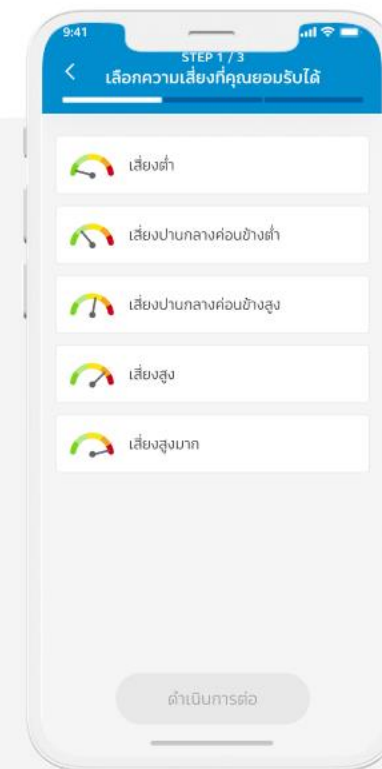 9:41
STEP 1 / 3
เลือกความเสี่ยงที่คุณยอมรับได้
เสี่ยงต่ำ
เสี่ยงปานกลางค่อนข้างต่ำ
เสี่ยงปานกลางค่อนข้างสูง
เสี่ยงสูง
เสี่ยงสูงมาก
ดำเนินการต่อ